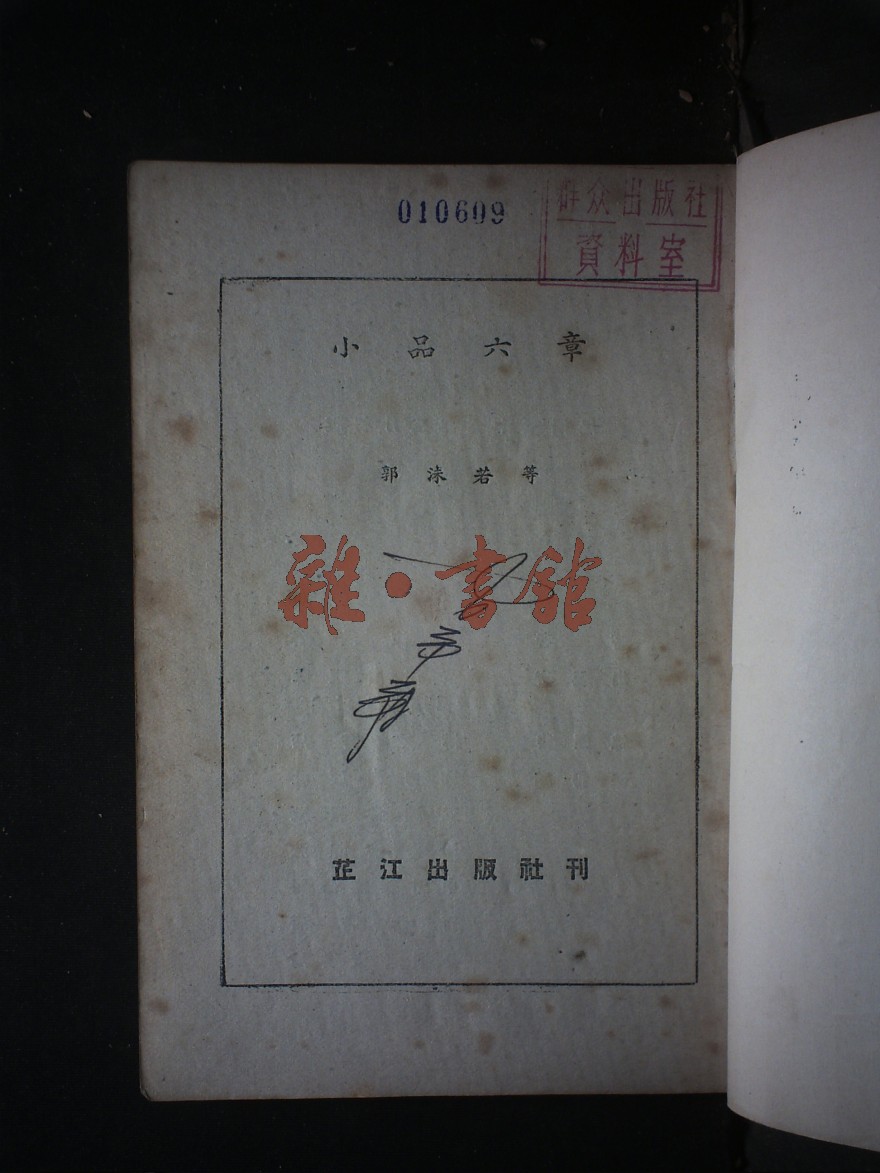 010609
群众出版社
資料室
小品六章
郭沫若等
雜·書館
芷江出版社刊